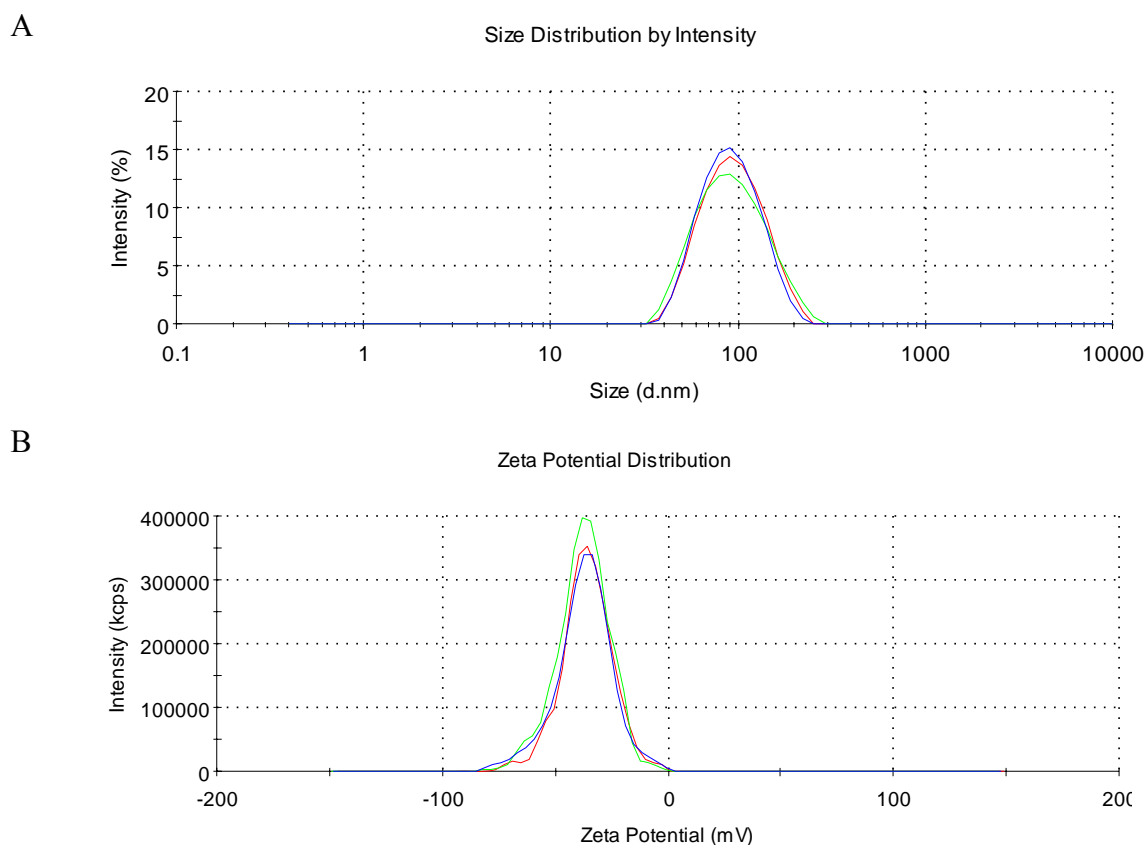 A
Size Distribution by Intensity
20
15
10
5
0
Intensity (%)
0.1 1 10 100 1000 10000
Size (d.nm)
B
Zeta Potential Distribution
400000
300000
200000
100000
0
Intensity (kcps)
-200 -100 0 100 200
Zeta Potential (mV)